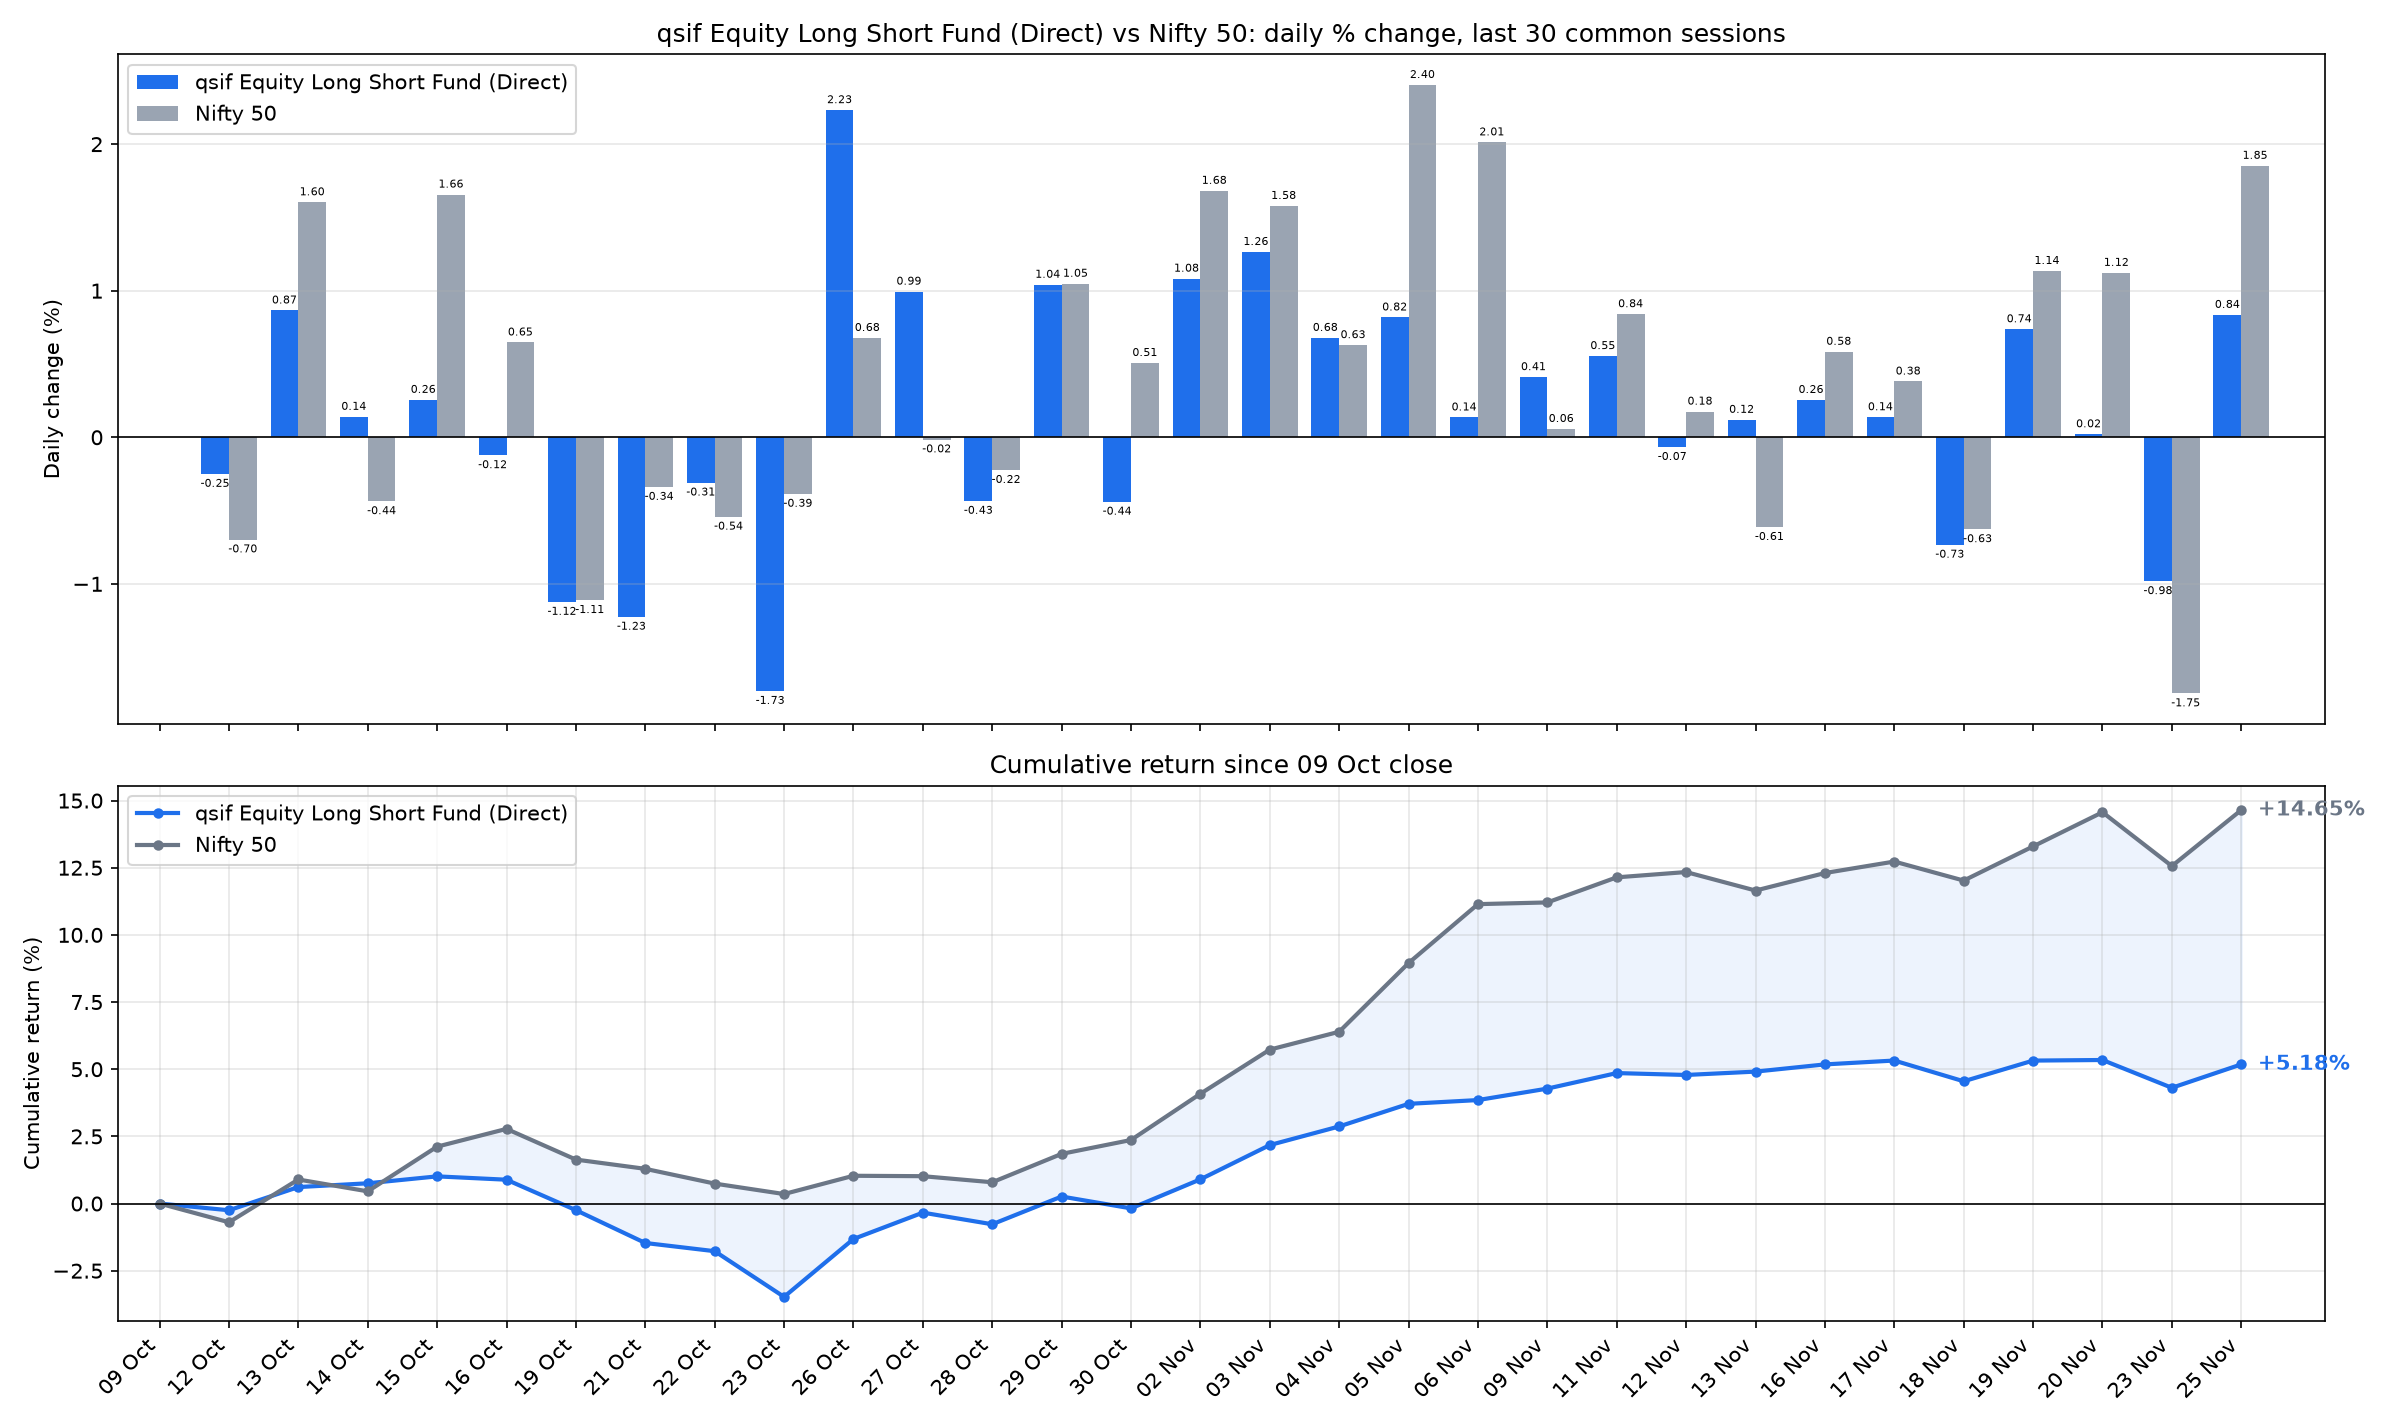 qsif Equity Long Short Fund (Direct) vs Nifty 50: daily % change, last 30 common sessions
qsif Equity Long Short Fund (Direct)
Nifty 50
Daily change (%)
2
1
0
−1
-0.25
-0.70
0.87
1.60
0.14
-0.44
0.26
1.66
-0.12
0.65
-1.12
-1.11
-1.23
-0.34
-0.31
-0.54
-1.73
-0.39
2.23
0.68
0.99
-0.02
-0.43
-0.22
1.04
1.05
-0.44
0.51
1.08
1.68
1.26
1.58
0.68
0.63
0.82
2.40
0.14
2.01
0.41
0.06
0.55
0.84
-0.07
0.18
0.12
-0.61
0.26
0.58
0.14
0.38
-0.73
-0.63
0.74
1.14
0.02
1.12
-0.98
-1.75
0.84
1.85
Cumulative return since 09 Oct close
qsif Equity Long Short Fund (Direct)
Nifty 50
Cumulative return (%)
15.0
12.5
10.0
7.5
5.0
2.5
0.0
−2.5
+14.65%
+5.18%
09 Oct
12 Oct
13 Oct
14 Oct
15 Oct
16 Oct
19 Oct
21 Oct
22 Oct
23 Oct
26 Oct
27 Oct
28 Oct
29 Oct
30 Oct
02 Nov
03 Nov
04 Nov
05 Nov
06 Nov
09 Nov
11 Nov
12 Nov
13 Nov
16 Nov
17 Nov
18 Nov
19 Nov
20 Nov
23 Nov
25 Nov